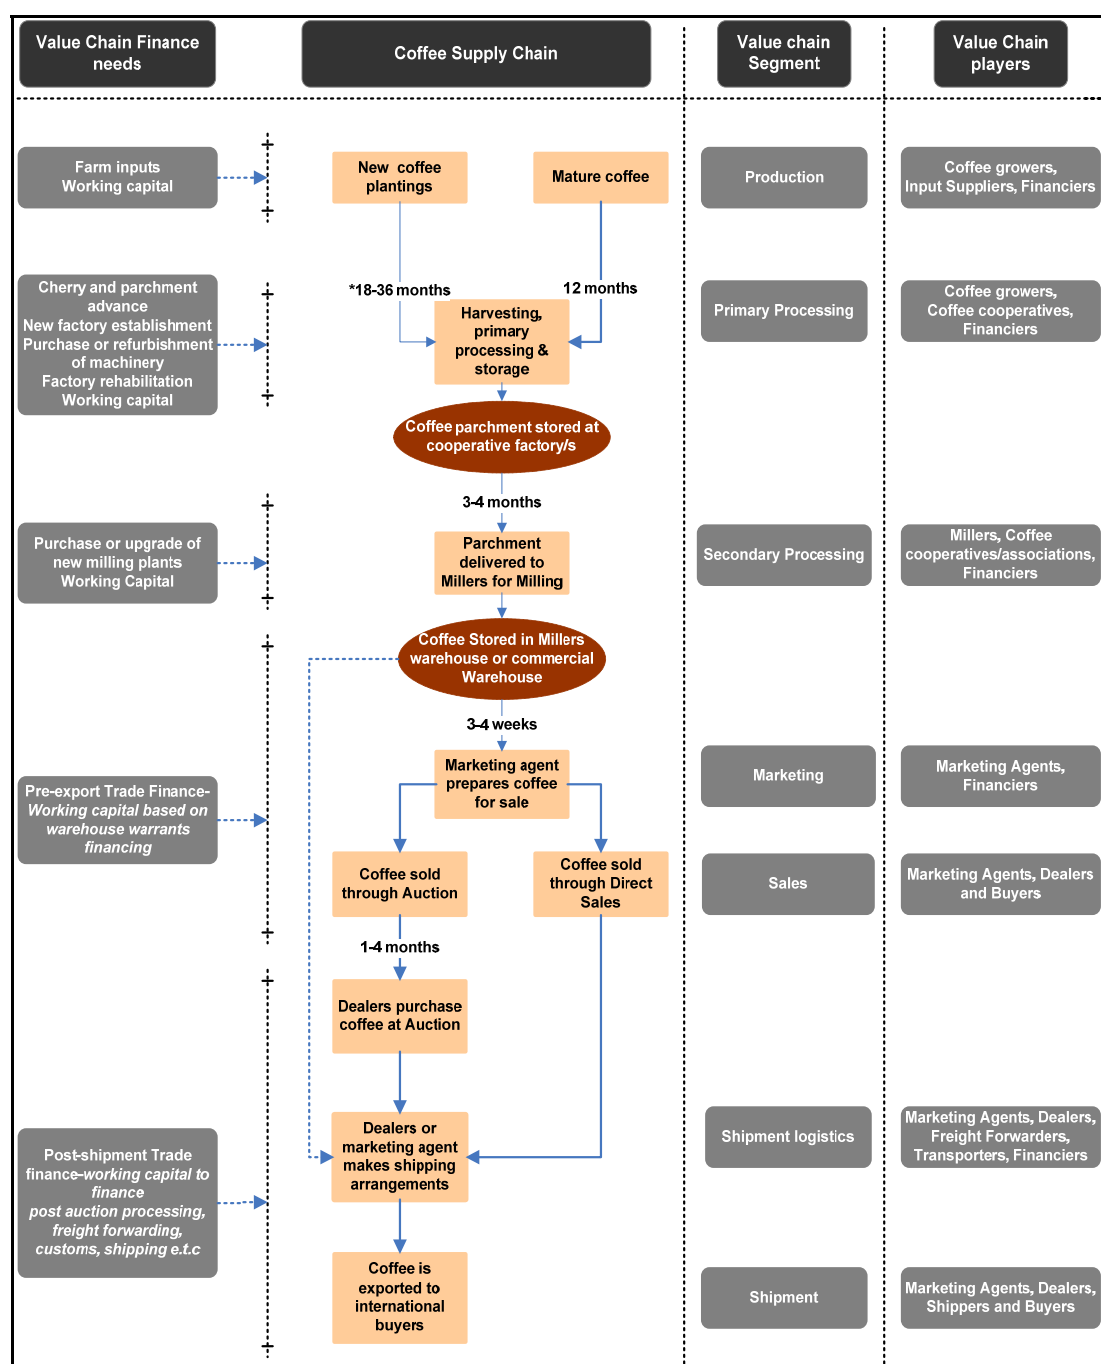 Value Chain Finance
needs
Coffee Supply Chain
Value chain
Segment
Value Chain
players
Farm inputs
Working capital
New coffee
plantings
Mature coffee
Production
Coffee growers,
Input Suppliers, Financiers
*18-36 months
12 months
Cherry and parchment
advance
New factory establishment
Purchase or refurbishment
of machinery
Factory rehabilitation
Working capital
Harvesting,
primary
processing &
storage
Primary Processing
Coffee growers,
Coffee cooperatives,
Financiers
Coffee parchment stored at
cooperative factory/s
3-4 months
Purchase or upgrade of
new milling plants
Working Capital
Parchment
delivered to
Millers for Milling
Secondary Processing
Millers, Coffee
cooperatives/associations,
Financiers
Coffee Stored in Millers
warehouse or commercial
Warehouse
3-4 weeks
Pre-export Trade Finance-
Working capital based on
warehouse warrants
financing
Marketing agent
prepares coffee
for sale
Marketing
Marketing Agents,
Financiers
Coffee sold
through Auction
Coffee sold
through Direct
Sales
Sales
Marketing Agents, Dealers
and Buyers
1-4 months
Dealers purchase
coffee at Auction
Post-shipment Trade
finance-working capital to
finance
post auction processing,
freight forwarding,
customs, shipping e.t.c
Dealers or
marketing agent
makes shipping
arrangements
Shipment logistics
Marketing Agents, Dealers,
Freight Forwarders,
Transporters, Financiers
Coffee is
exported to
international
buyers
Shipment
Marketing Agents, Dealers,
Shippers and Buyers